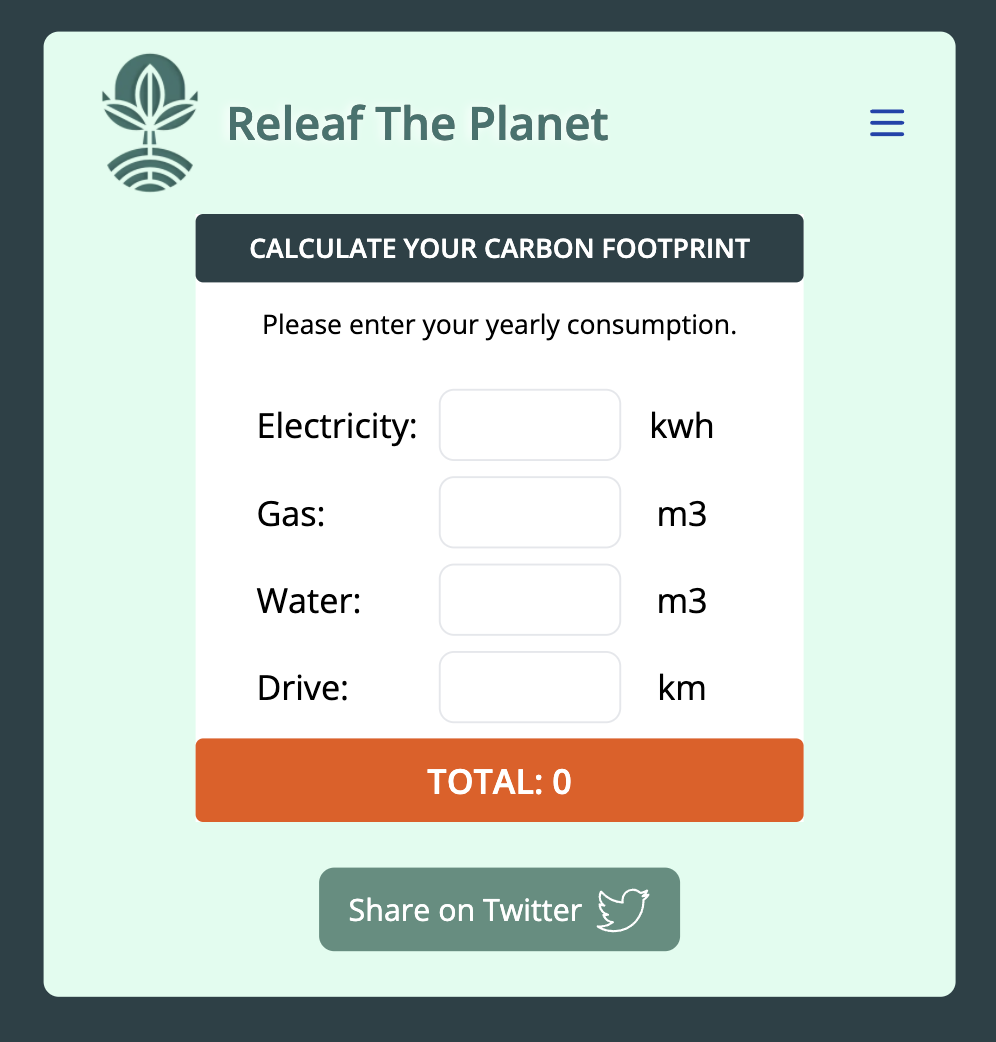 Releaf The Planet
CALCULATE YOUR CARBON FOOTPRINT
Please enter your yearly consumption.
Electricity: kwh
Gas: m3
Water: m3
Drive: km
TOTAL: 0
Share on Twitter